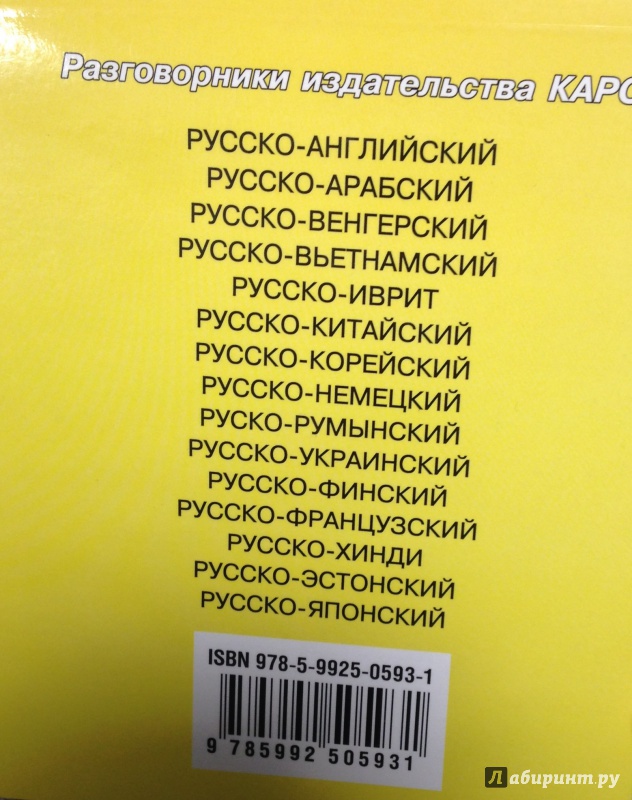 Разговорники издательства КАРО
РУССКО-АНГЛИЙСКИЙ
РУССКО-АРАБСКИЙ
РУССКО-ВЕНГЕРСКИЙ
РУССКО-ВЬЕТНАМСКИЙ
РУССКО-ИВРИТ
РУССКО-КИТАЙСКИЙ
РУССКО-КОРЕЙСКИЙ
РУССКО-НЕМЕЦКИЙ
РУСКО-РУМЫНСКИЙ
РУССКО-УКРАИНСКИЙ
РУССКО-ФИНСКИЙ
РУССКО-ФРАНЦУЗСКИЙ
РУССКО-ХИНДИ
РУССКО-ЭСТОНСКИЙ
РУССКО-ЯПОНСКИЙ
ISBN 978-5-9925-0593-1
9 785992 505931
Лабиринт.ру